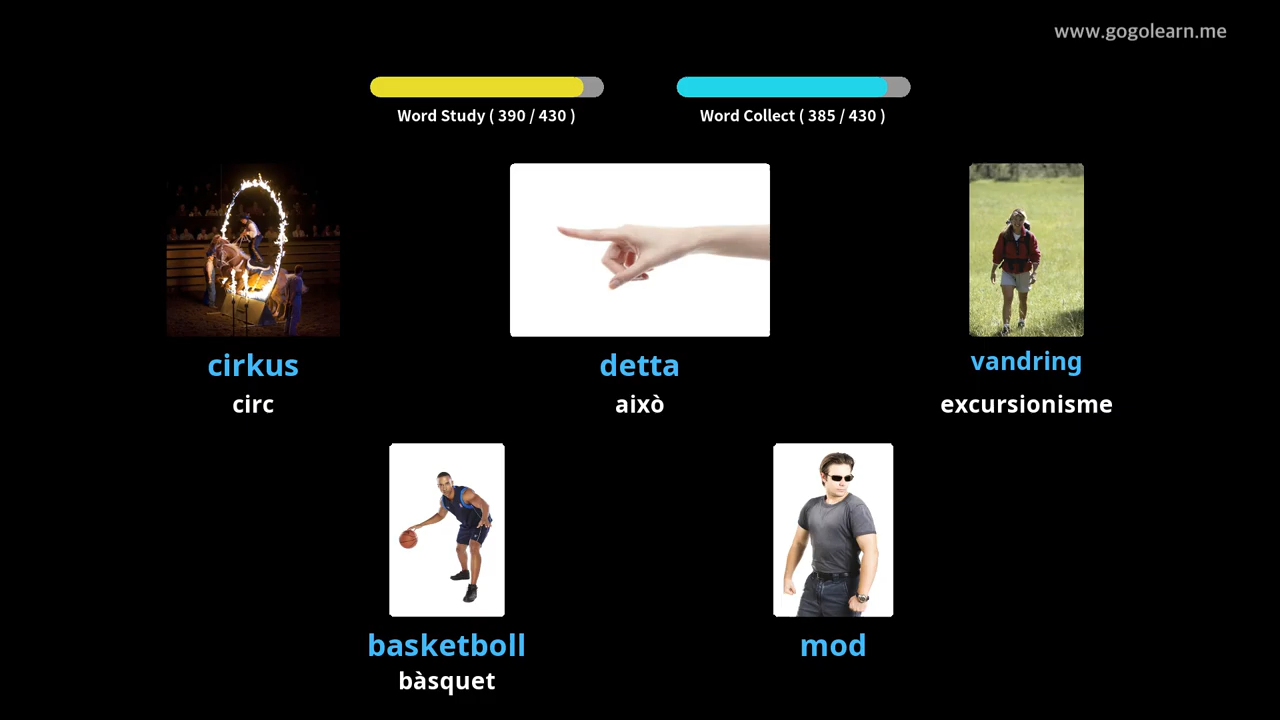 www.gogolearn.me
Word Study ( 390 / 430 )
Word Collect ( 385 / 430 )
cirkus
detta
vandring
circ
això
excursionisme
basketboll
mod
bàsquet